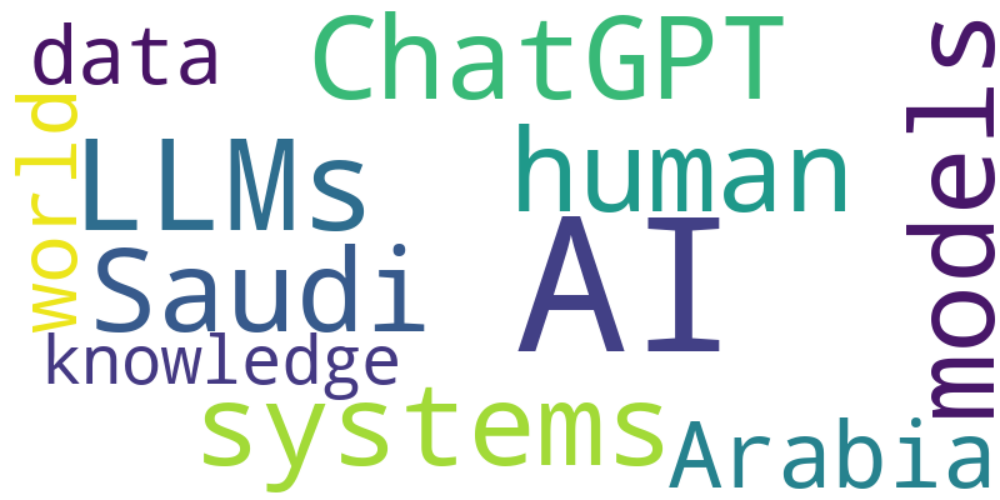 data
ChatGPT
models
world
LLMs
human
Saudi
AI
knowledge
systems
Arabia